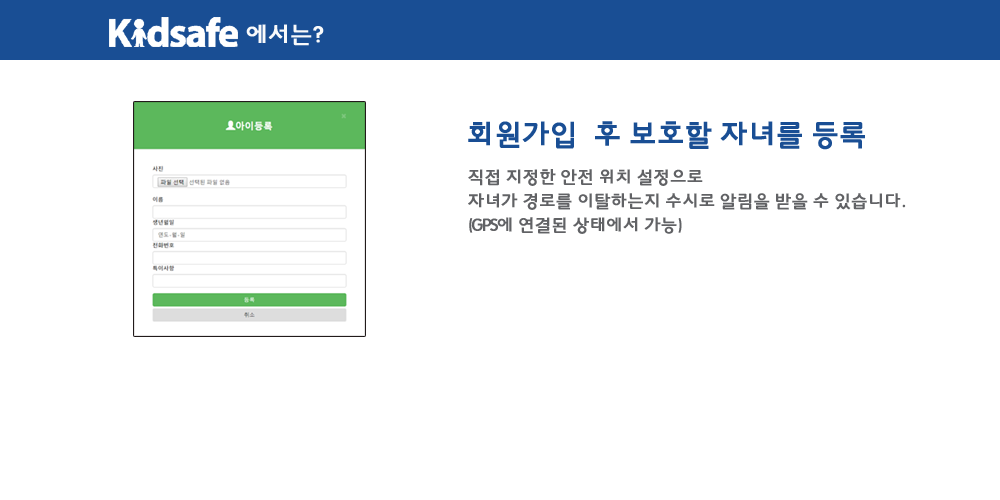 Kidsafe 에서는?
아이등록
×
사진
파일 선택 선택된 파일 없음
이름
생년월일
연도-월-일
전화번호
특이사항
등록
취소
회원가입 후 보호할 자녀를 등록
직접 지정한 안전 위치 설정으로
자녀가 경로를 이탈하는지 수시로 알림을 받을 수 있습니다.
(GPS에 연결된 상태에서 가능)